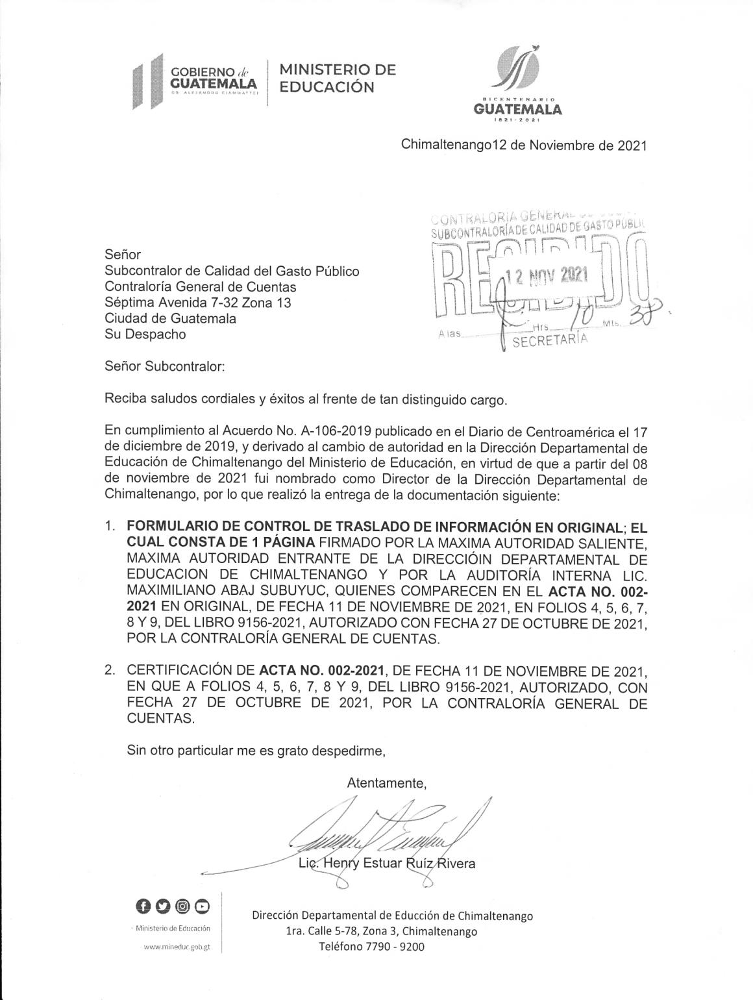 GOBIERNO de
GUATEMALA
DR. ALEJANDRO GIAMMATTEI
MINISTERIO DE
EDUCACIÓN
BICENTENARIO
GUATEMALA
1821-2021
Chimaltenango12 de Noviembre de 2021
CONTRALORÍA GENERAL DE
SUBCONTRALORÍA DE CALIDAD DE GASTO PÚBLIC
RECIBIDO
12 NOV 2021
A las Hrs 10 Mts. 38
SECRETARÍA
Señor
Subcontralor de Calidad del Gasto Público
Contraloría General de Cuentas
Séptima Avenida 7-32 Zona 13
Ciudad de Guatemala
Su Despacho
Señor Subcontralor:
Reciba saludos cordiales y éxitos al frente de tan distinguido cargo.
En cumplimiento al Acuerdo No. A-106-2019 publicado en el Diario de Centroamérica el 17
de diciembre de 2019, y derivado al cambio de autoridad en la Dirección Departamental de
Educación de Chimaltenango del Ministerio de Educación, en virtud de que a partir del 08
de noviembre de 2021 fui nombrado como Director de la Dirección Departamental de
Chimaltenango, por lo que realizó la entrega de la documentación siguiente:
1. FORMULARIO DE CONTROL DE TRASLADO DE INFORMACIÓN EN ORIGINAL; EL
CUAL CONSTA DE 1 PÁGINA FIRMADO POR LA MAXIMA AUTORIDAD SALIENTE,
MAXIMA AUTORIDAD ENTRANTE DE LA DIRECCIÓIN DEPARTAMENTAL DE
EDUCACION DE CHIMALTENANGO Y POR LA AUDITORÍA INTERNA LIC.
MAXIMILIANO ABAJ SUBUYUC, QUIENES COMPARECEN EN EL ACTA NO. 002-
2021 EN ORIGINAL, DE FECHA 11 DE NOVIEMBRE DE 2021, EN FOLIOS 4, 5, 6, 7,
8 Y 9, DEL LIBRO 9156-2021, AUTORIZADO CON FECHA 27 DE OCTUBRE DE 2021,
POR LA CONTRALORÍA GENERAL DE CUENTAS.
2. CERTIFICACIÓN DE ACTA NO. 002-2021, DE FECHA 11 DE NOVIEMBRE DE 2021,
EN QUE A FOLIOS 4, 5, 6, 7, 8 Y 9, DEL LIBRO 9156-2021, AUTORIZADO, CON
FECHA 27 DE OCTUBRE DE 2021, POR LA CONTRALORÍA GENERAL DE
CUENTAS.
Sin otro particular me es grato despedirme,
Atentamente,
Lic. Henry Estuar Ruíz Rivera
Ministerio de Educación
www.mineduc.gob.gt
Dirección Departamental de Educción de Chimaltenango
1ra. Calle 5-78, Zona 3, Chimaltenango
Teléfono 7790 - 9200